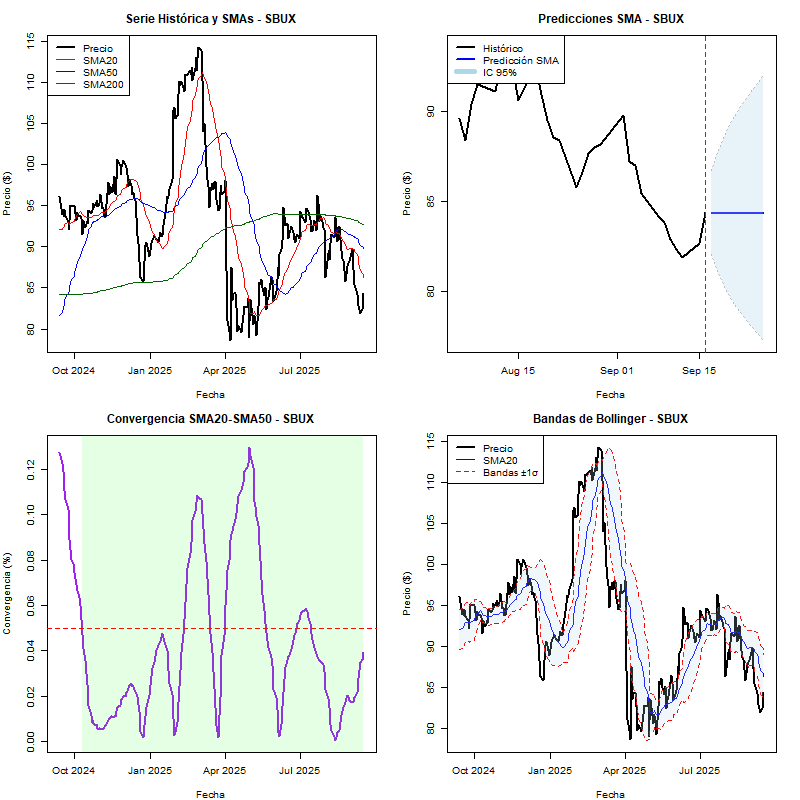 Serie Histórica y SMAs - SBUX
Precio
SMA20
SMA50
SMA200
Precio ($)
115
110
105
100
95
90
85
80
Oct 2024
Jan 2025
Apr 2025
Jul 2025
Fecha
Predicciones SMA - SBUX
Histórico
Predicción SMA
IC 95%
Precio ($)
90
85
80
Aug 15
Sep 01
Sep 15
Fecha
Convergencia SMA20-SMA50 - SBUX
Convergencia (%)
0.12
0.10
0.08
0.06
0.04
0.02
0.00
Oct 2024
Jan 2025
Apr 2025
Jul 2025
Fecha
Bandas de Bollinger - SBUX
Precio
SMA20
Bandas ±1σ
Precio ($)
115
110
105
100
95
90
85
80
Oct 2024
Jan 2025
Apr 2025
Jul 2025
Fecha